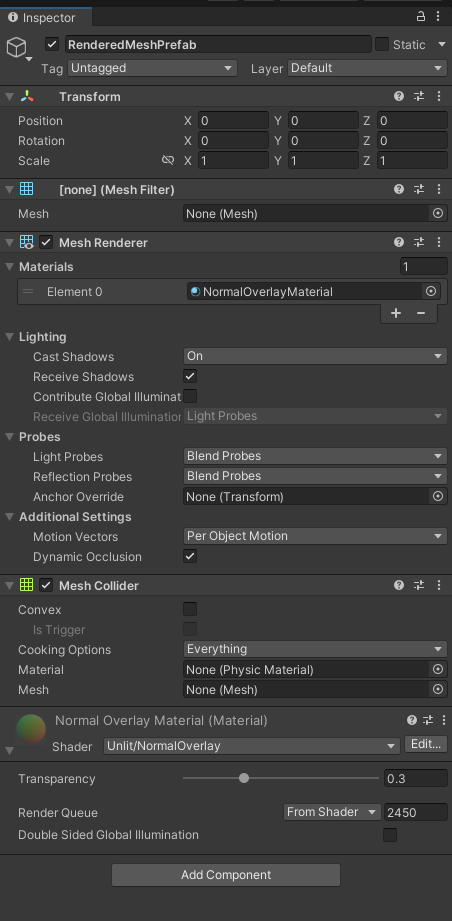 Inspector
RenderedMeshPrefab Static
Tag Untagged Layer Default
Transform
Position X 0 Y 0 Z 0
Rotation X 0 Y 0 Z 0
Scale X 1 Y 1 Z 1
[none] (Mesh Filter)
Mesh None (Mesh)
Mesh Renderer
Materials 1
Element 0 NormalOverlayMaterial
Lighting
Cast Shadows On
Receive Shadows
Contribute Global Illuminat
Receive Global Illumination Light Probes
Probes
Light Probes Blend Probes
Reflection Probes Blend Probes
Anchor Override None (Transform)
Additional Settings
Motion Vectors Per Object Motion
Dynamic Occlusion
Mesh Collider
Convex
Is Trigger
Cooking Options Everything
Material None (Physic Material)
Mesh None (Mesh)
Normal Overlay Material (Material)
Shader Unlit/NormalOverlay Edit...
Transparency 0.3
Render Queue From Shader 2450
Double Sided Global Illumination
Add Component